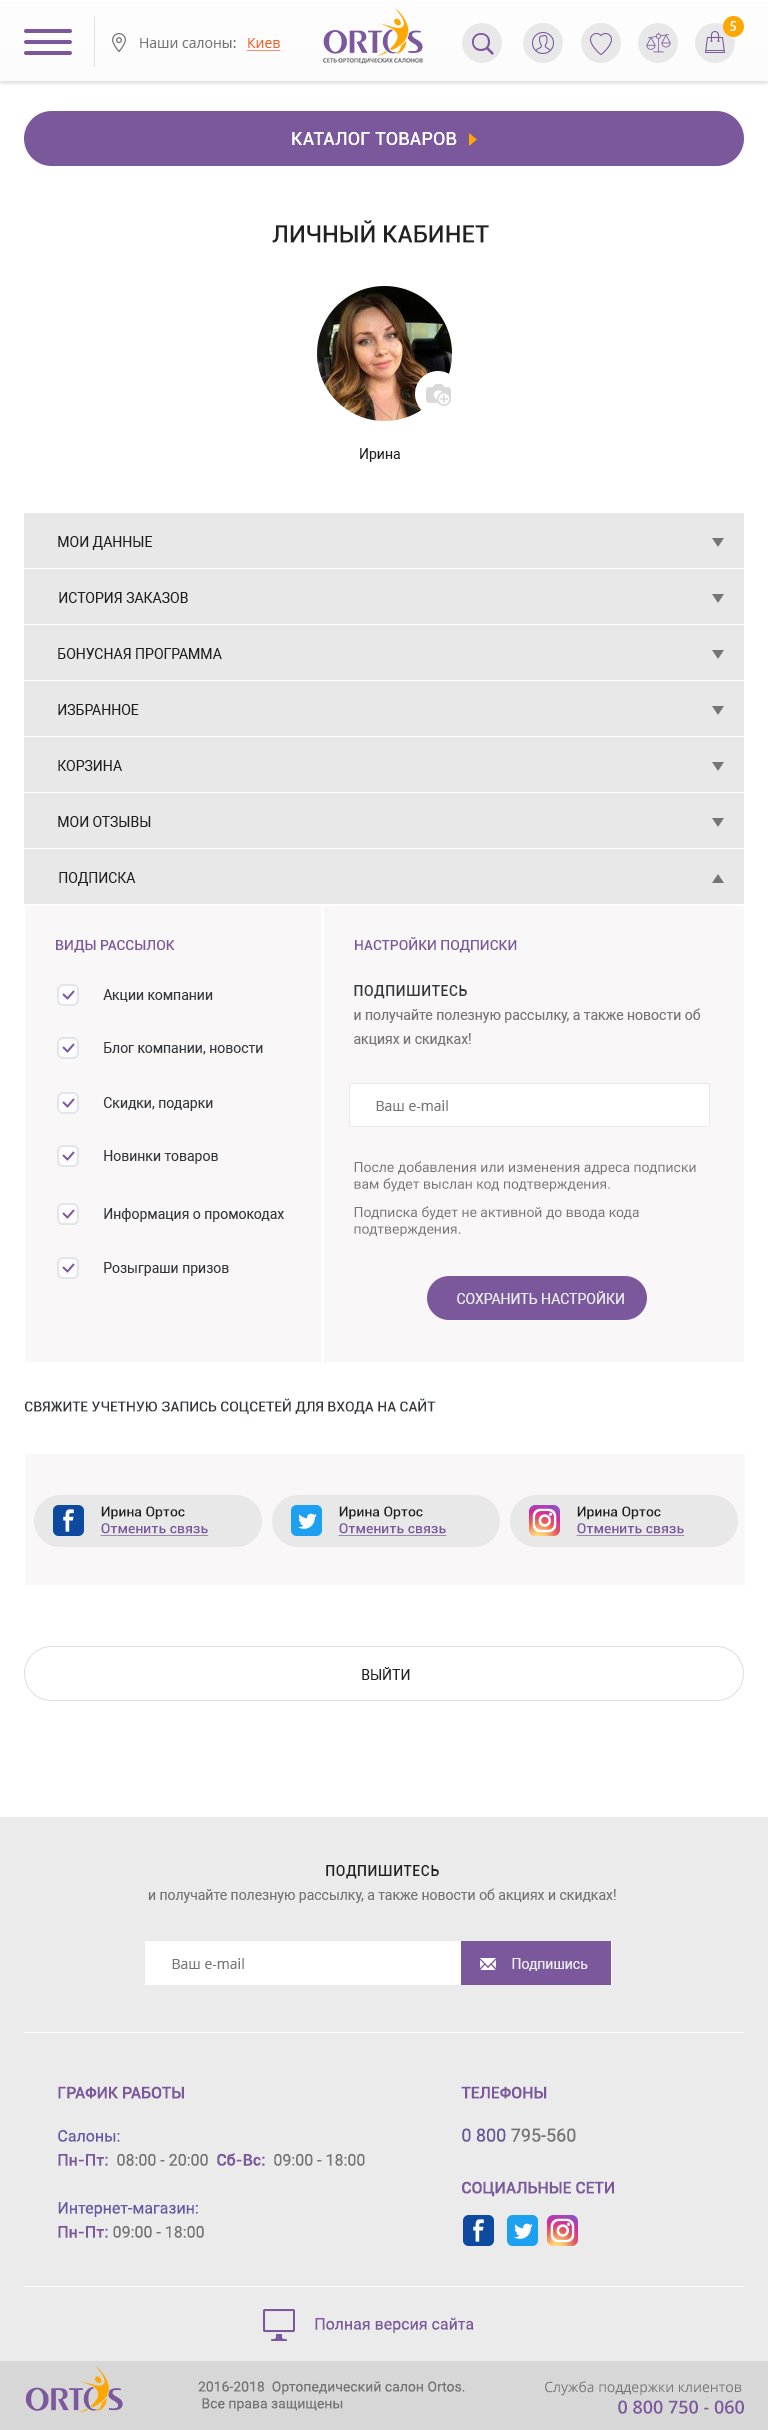 Наши салоны: Киев
ORTOS
СЕТЬ ОРТОПЕДИЧЕСКИХ САЛОНОВ
5
КАТАЛОГ ТОВАРОВ
ЛИЧНЫЙ КАБИНЕТ
Ирина
МОИ ДАННЫЕ
ИСТОРИЯ ЗАКАЗОВ
БОНУСНАЯ ПРОГРАММА
ИЗБРАННОЕ
КОРЗИНА
МОИ ОТЗЫВЫ
ПОДПИСКА
ВИДЫ РАССЫЛОК
Акции компании
Блог компании, новости
Скидки, подарки
Новинки товаров
Информация о промокодах
Розыграши призов
НАСТРОЙКИ ПОДПИСКИ
ПОДПИШИТЕСЬ
и получайте полезную рассылку, а также новости об
акциях и скидках!
Ваш e-mail
После добавления или изменения адреса подписки
вам будет выслан код подтверждения.
Подписка будет не активной до ввода кода
подтверждения.
СОХРАНИТЬ НАСТРОЙКИ
СВЯЖИТЕ УЧЕТНУЮ ЗАПИСЬ СОЦСЕТЕЙ ДЛЯ ВХОДА НА САЙТ
Ирина Ортос
Отменить связь
Ирина Ортос
Отменить связь
Ирина Ортос
Отменить связь
ВЫЙТИ
ПОДПИШИТЕСЬ
и получайте полезную рассылку, а также новости об акциях и скидках!
Ваш e-mail
Подпишись
ГРАФИК РАБОТЫ
Салоны:
Пн-Пт: 08:00 - 20:00 Сб-Вс: 09:00 - 18:00
Интернет-магазин:
Пн-Пт: 09:00 - 18:00
ТЕЛЕФОНЫ
0 800 795-560
СОЦИАЛЬНЫЕ СЕТИ
Полная версия сайта
ORTOS
2016-2018 Ортопедический салон Ortos.
Все права защищены
Служба поддержки клиентов
0 800 750 - 060